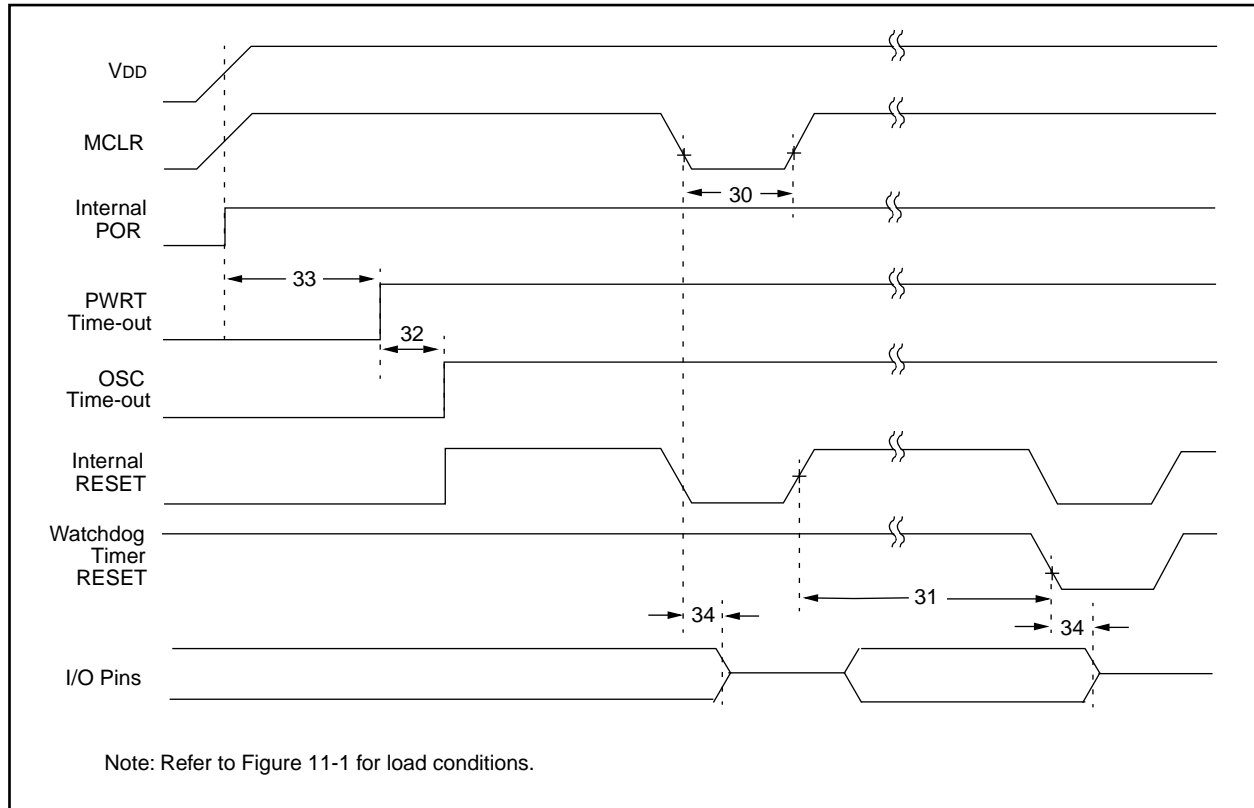 VDD
MCLR
30
Internal
POR
33
PWRT
Time-out
32
OSC
Time-out
Internal
RESET
Watchdog
Timer
RESET
31
34
34
I/O Pins
Note: Refer to Figure 11-1 for load conditions.